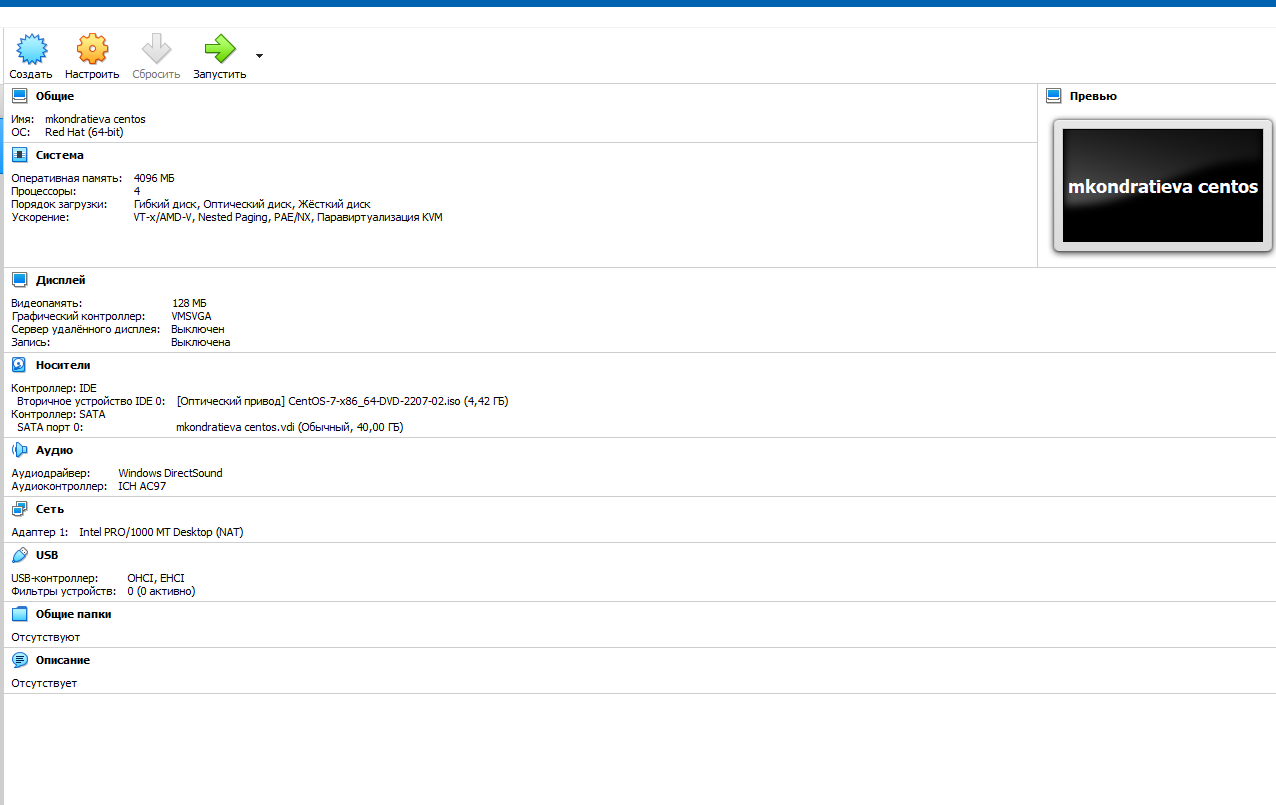 Создать Настроить Сбросить Запустить
Общие
Имя: mkondratieva centos
ОС: Red Hat (64-bit)
Система
Оперативная память: 4096 МБ
Процессоры: 4
Порядок загрузки: Гибкий диск, Оптический диск, Жёсткий диск
Ускорение: VT-x/AMD-V, Nested Paging, PAE/NX, Паравиртуализация KVM
Превью
mkondratieva centos
Дисплей
Видеопамять: 128 МБ
Графический контроллер: VMSVGA
Сервер удалённого дисплея: Выключен
Запись: Выключена
Носители
Контроллер: IDE
Вторичное устройство IDE 0: [Оптический привод] CentOS-7-x86_64-DVD-2207-02.iso (4,42 ГБ)
Контроллер: SATA
SATA порт 0: mkondratieva centos.vdi (Обычный, 40,00 ГБ)
Аудио
Аудиодрайвер: Windows DirectSound
Аудиоконтроллер: ICH AC97
Сеть
Адаптер 1: Intel PRO/1000 MT Desktop (NAT)
USB
USB-контроллер: OHCI, EHCI
Фильтры устройств: 0 (0 активно)
Общие папки
Отсутствуют
Описание
Отсутствует